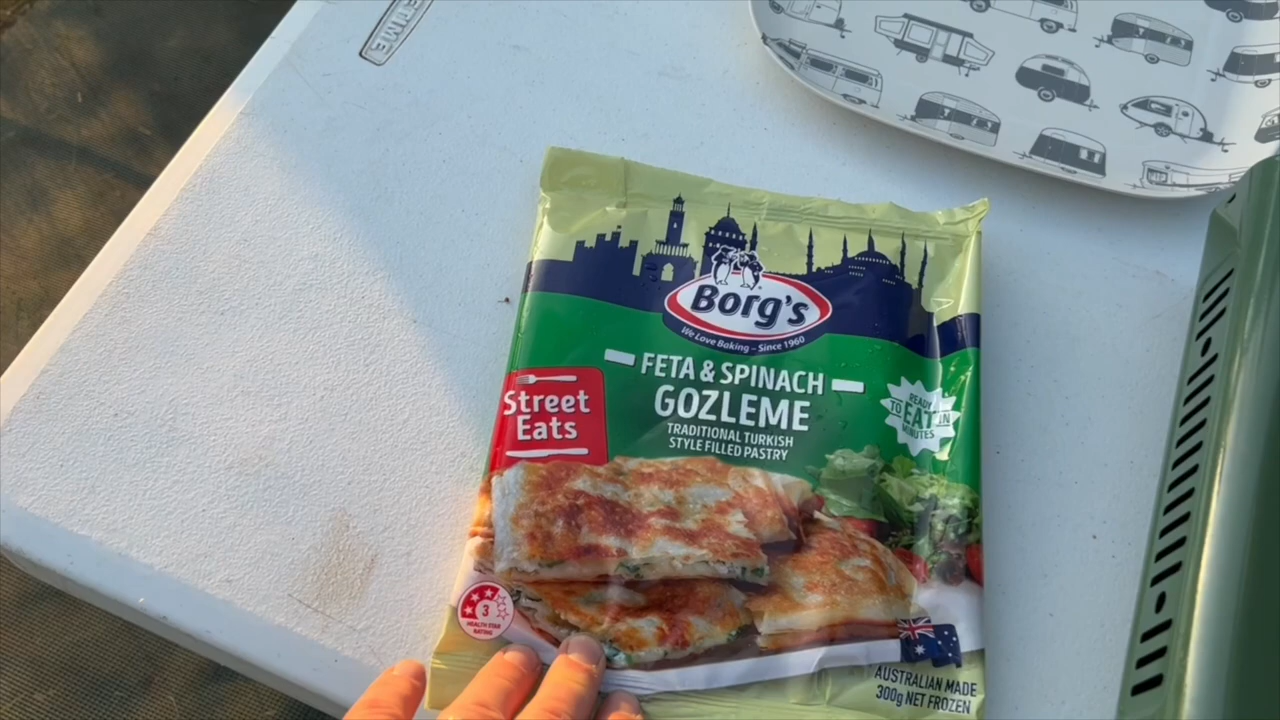 Borg's
We Love Baking - Since 1960
FETA & SPINACH
GOZLEME
TRADITIONAL TURKISH
STYLE FILLED PASTRY
Street
Eats
READY
TO EAT IN
MINUTES
3
HEALTH STAR
RATING
AUSTRALIAN MADE
300g NET FROZEN